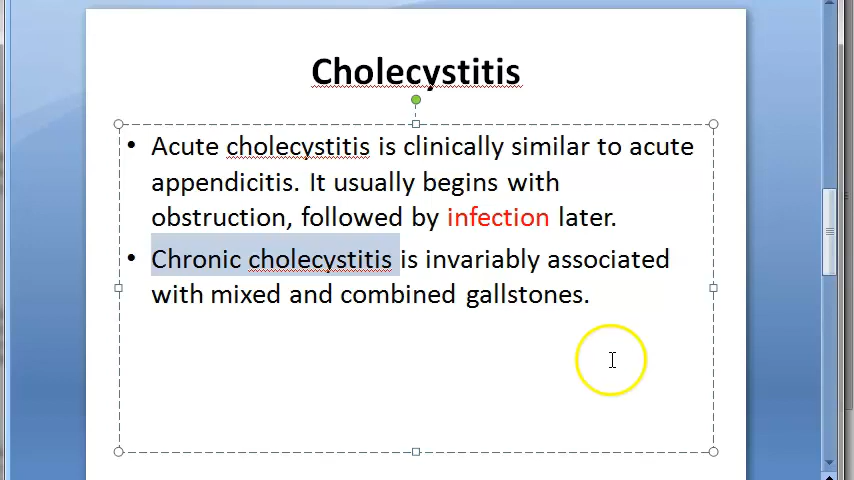 Cholecystitis
• Acute cholecystitis is clinically similar to acute
appendicitis. It usually begins with
obstruction, followed by infection later.
• Chronic cholecystitis is invariably associated
with mixed and combined gallstones.